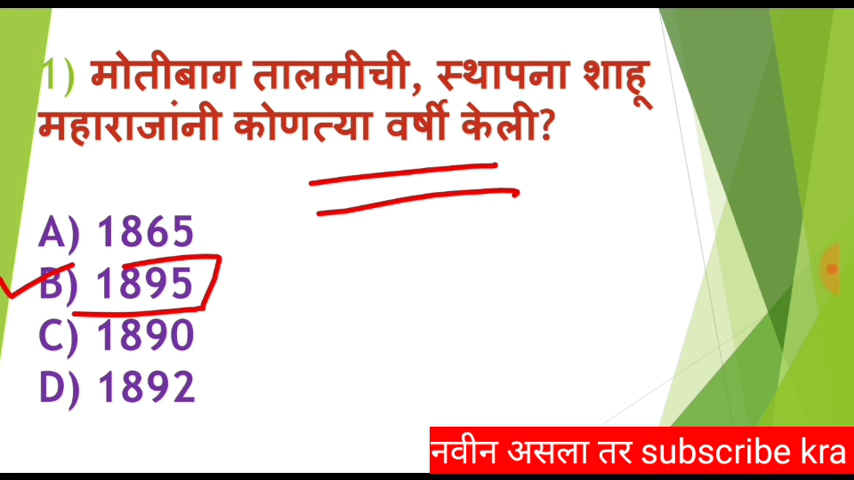 1) मोतीबाग तालमीची, स्थापना शाहू
महाराजांनी कोणत्या वर्षी केली?
A) 1865
B) 1895
C) 1890
D) 1892
नवीन असला तर subscribe kra